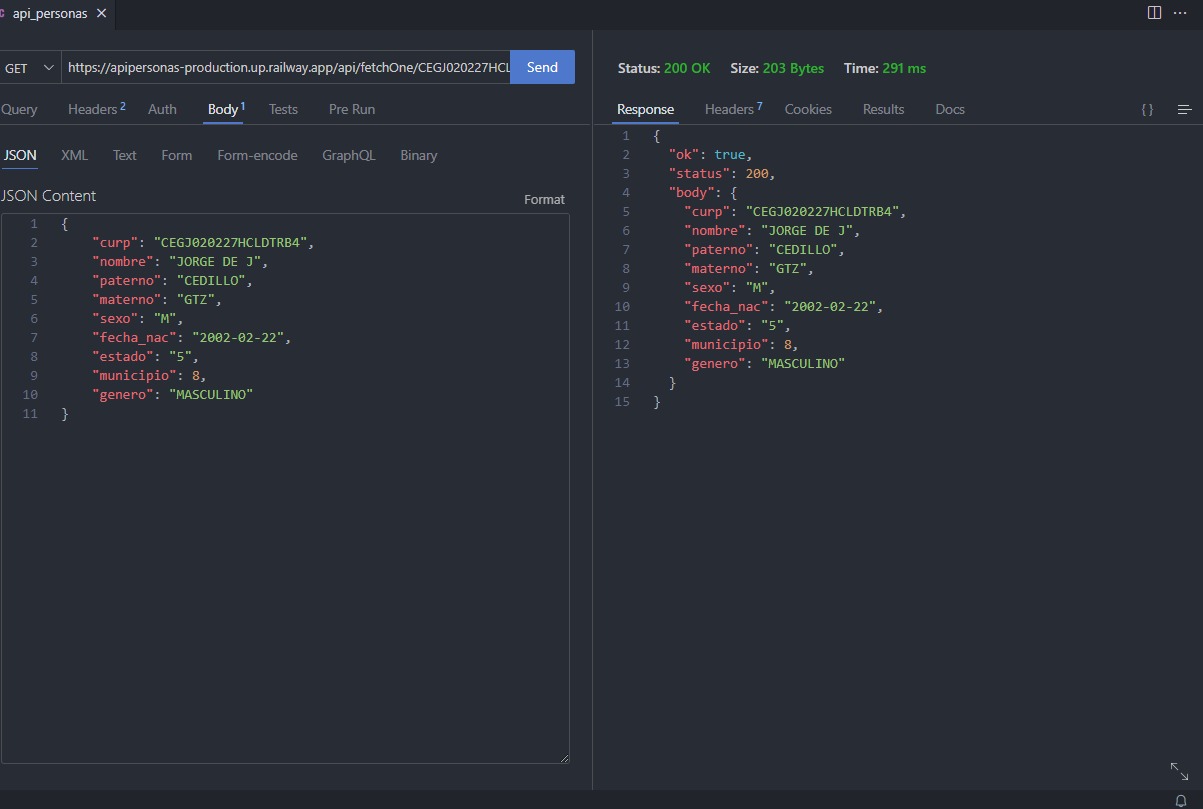 api_personas
GET https://apipersonas-production.up.railway.app/api/fetchOne/CEGJ020227HCL Send
Query Headers 2 Auth Body 1 Tests Pre Run
JSON XML Text Form Form-encode GraphQL Binary
JSON Content Format
1 {
2 "curp": "CEGJ020227HCLDTRB4",
3 "nombre": "JORGE DE J",
4 "paterno": "CEDILLO",
5 "materno": "GTZ",
6 "sexo": "M",
7 "fecha_nac": "2002-02-22",
8 "estado": "5",
9 "municipio": 8,
10 "genero": "MASCULINO"
11 }
Status: 200 OK Size: 203 Bytes Time: 291 ms
Response Headers 7 Cookies Results Docs { }
1 {
2 "ok": true,
3 "status": 200,
4 "body": {
5 "curp": "CEGJ020227HCLDTRB4",
6 "nombre": "JORGE DE J",
7 "paterno": "CEDILLO",
8 "materno": "GTZ",
9 "sexo": "M",
10 "fecha_nac": "2002-02-22",
11 "estado": "5",
12 "municipio": 8,
13 "genero": "MASCULINO"
14 }
15 }